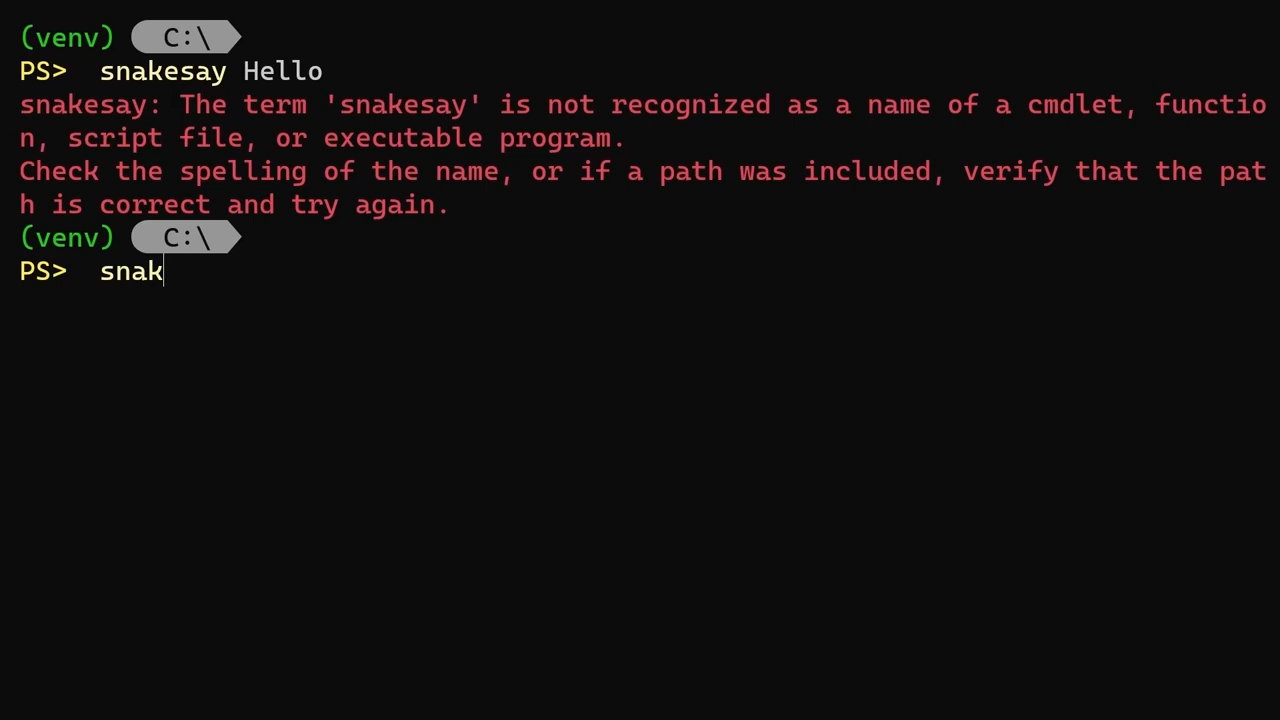 (venv) C:\
PS> snakesay Hello
snakesay: The term 'snakesay' is not recognized as a name of a cmdlet, functio
n, script file, or executable program.
Check the spelling of the name, or if a path was included, verify that the pat
h is correct and try again.
(venv) C:\
PS> snak